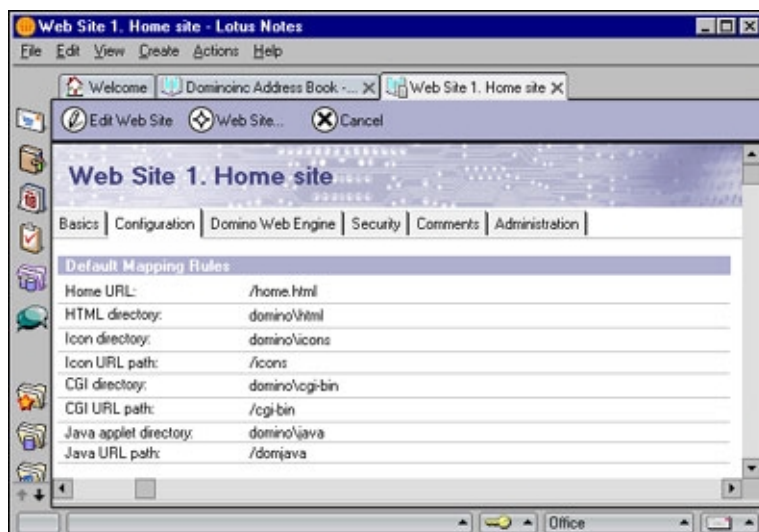 Web Site 1. Home site - Lotus Notes
File Edit View Create Actions Help
Welcome Dominoinc Address Book -... Web Site 1. Home site
Edit Web Site Web Site... Cancel
Web Site 1. Home site
Basics Configuration Domino Web Engine Security Comments Administration
Default Mapping Rules
Home URL: /home.html
HTML directory: domino\html
Icon directory: domino\icons
Icon URL path: /icons
CGI directory: domino\cgi-bin
CGI URL path: /cgi-bin
Java applet directory: domino\java
Java URL path: /domjava
Office